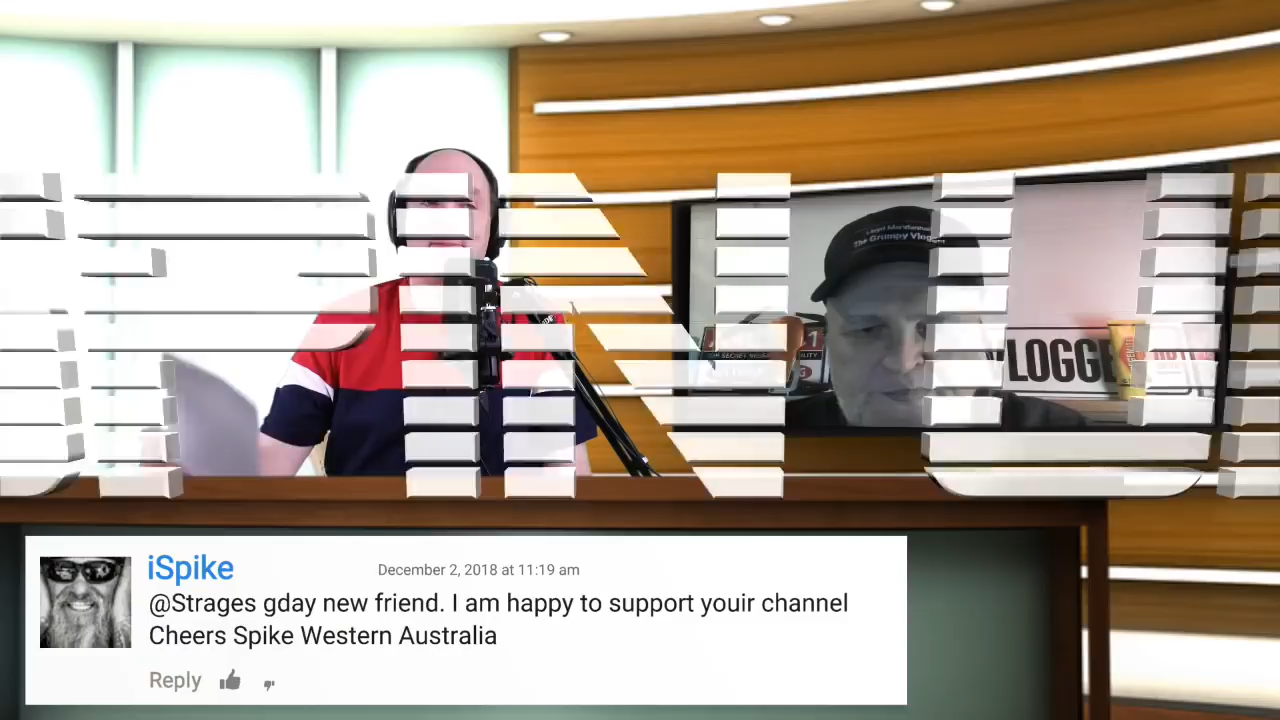 The Grumpy
LOGGE
iSpike
December 2, 2018 at 11:19 am
@Strages gday new friend. I am happy to support youir channel
Cheers Spike Western Australia
Reply